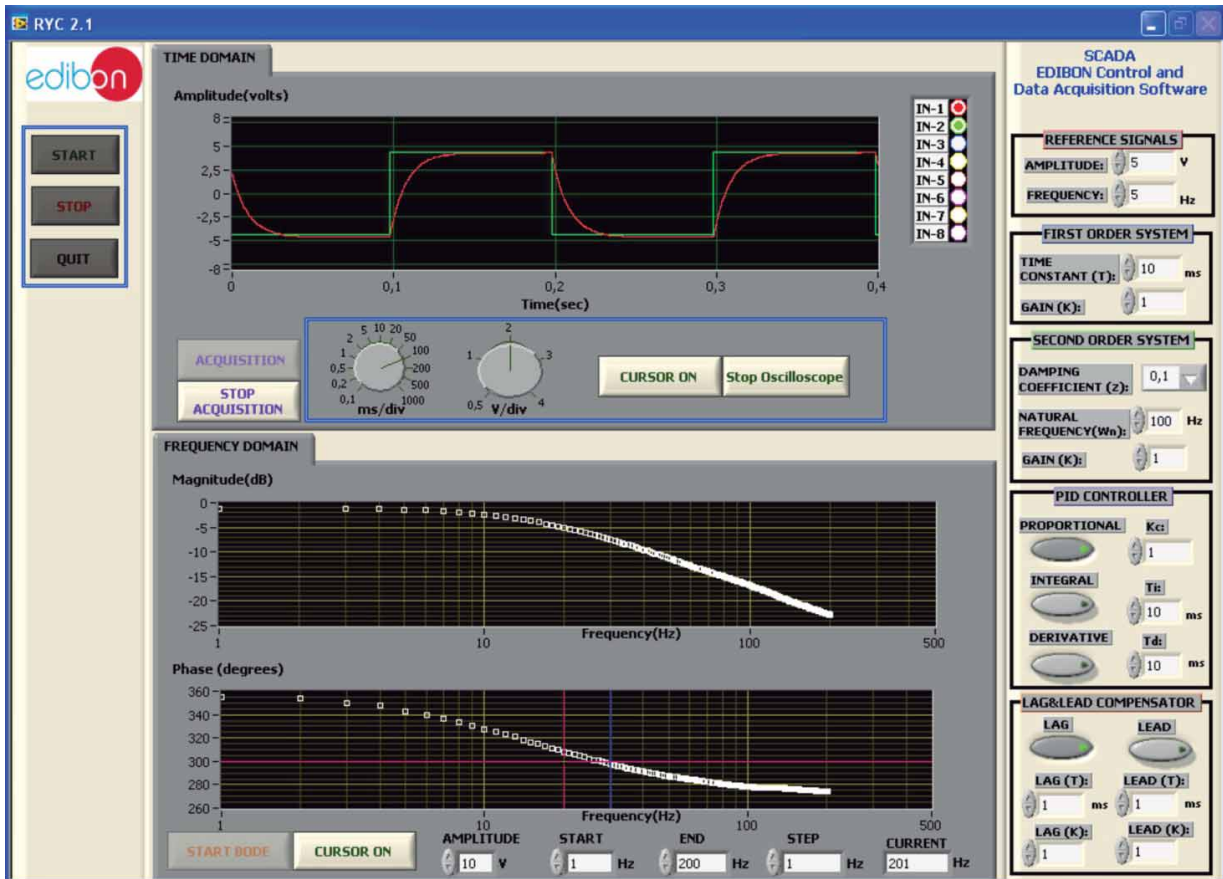 RYC 2.1
edibon
START
STOP
QUIT
TIME DOMAIN
Amplitude(volts)
8
5
2,5
0
-2,5
-5
-8
0 0,1 0,2 0,3 0,4
Time(sec)
IN-1
IN-2
IN-3
IN-4
IN-5
IN-6
IN-7
IN-8
ACQUISITION
STOP
ACQUISITION
0,1 0,2 0,5 1 2 5 10 20 50 100 200 500 1000
ms/div
0,5 1 2 3 4
V/div
CURSOR ON
Stop Oscilloscope
FREQUENCY DOMAIN
Magnitude(dB)
0
-5
-10
-15
-20
-25
1 10 100 500
Frequency(Hz)
Phase (degrees)
360
340
320
300
280
260
1 10 100 500
Frequency(Hz)
START BODE
CURSOR ON
AMPLITUDE
10 V
START
1 Hz
END
200 Hz
STEP
1 Hz
CURRENT
201 Hz
SCADA
EDIBON Control and
Data Acquisition Software
REFERENCE SIGNALS
AMPLITUDE: 5 V
FREQUENCY: 5 Hz
FIRST ORDER SYSTEM
TIME
CONSTANT (T): 10 ms
GAIN (K): 1
SECOND ORDER SYSTEM
DAMPING
COEFFICIENT (z): 0,1
NATURAL
FREQUENCY(Wn): 100 Hz
GAIN (K): 1
PID CONTROLLER
PROPORTIONAL Kc:
1
INTEGRAL Ti:
10 ms
DERIVATIVE Td:
10 ms
LAG&LEAD COMPENSATOR
LAG LEAD
LAG (T): LEAD (T):
1 ms 1 ms
LAG (K): LEAD (K):
1 1